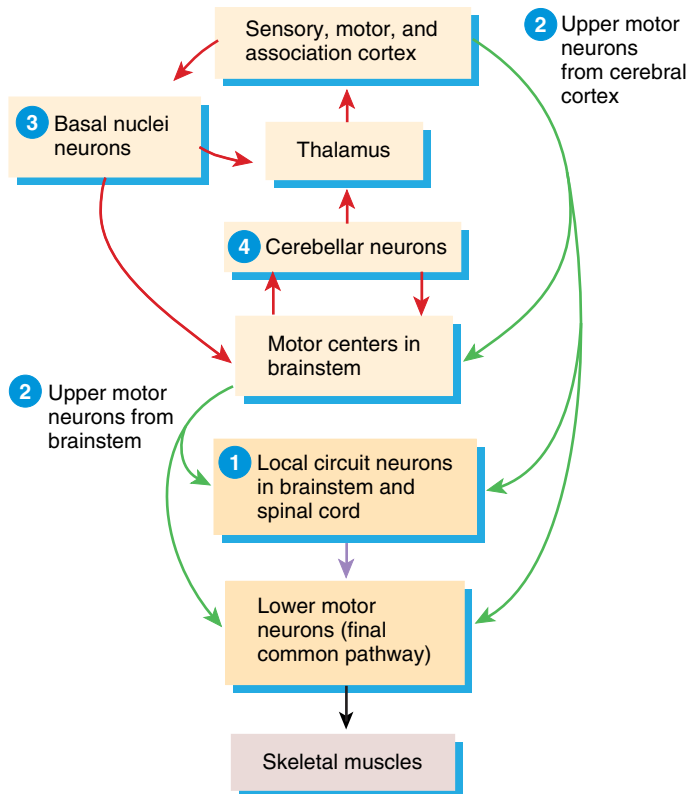 Sensory, motor, and
association cortex
2 Upper motor
neurons
from cerebral
cortex
3 Basal nuclei
neurons
Thalamus
4 Cerebellar neurons
Motor centers in
brainstem
2 Upper motor
neurons from
brainstem
1 Local circuit neurons
in brainstem and
spinal cord
Lower motor
neurons (final
common pathway)
Skeletal muscles